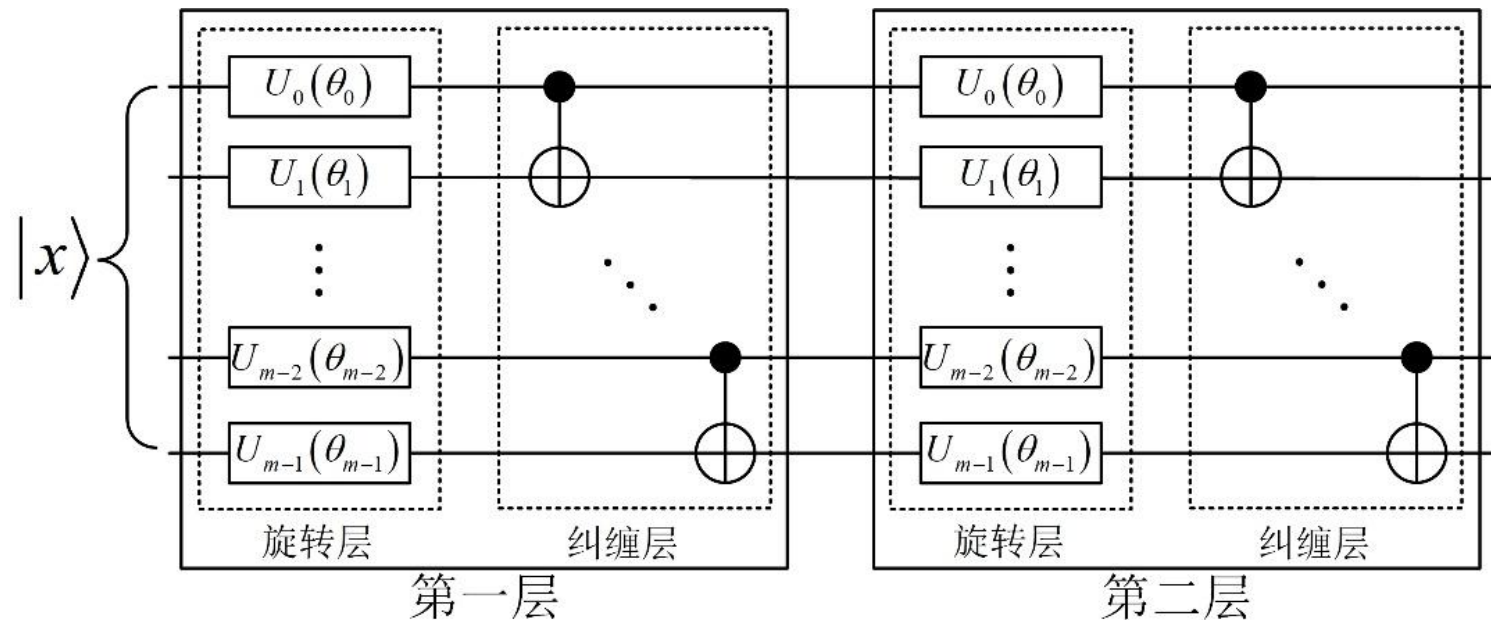 |x⟩
U₀(θ₀)
U₁(θ₁)
⋮
Uₘ₋₂(θₘ₋₂)
Uₘ₋₁(θₘ₋₁)
旋转层
纠缠层
第一层
U₀(θ₀)
U₁(θ₁)
⋮
Uₘ₋₂(θₘ₋₂)
Uₘ₋₁(θₘ₋₁)
旋转层
纠缠层
第二层